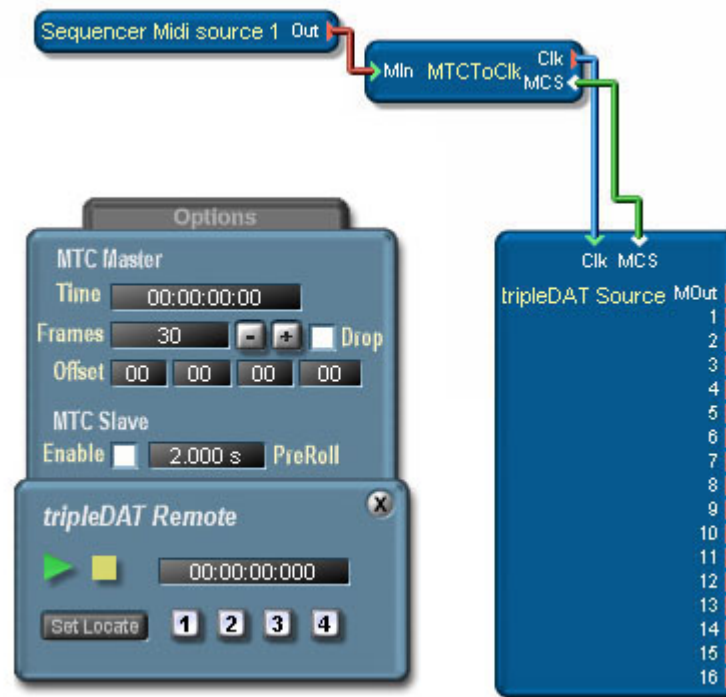 Sequencer Midi source 1 Out
MIn MTCToClk Clk
MCS
Options
MTC Master
Time 00:00:00:00
Frames 30 - + Drop
Offset 00 00 00 00
MTC Slave
Enable 2.000 s PreRoll
tripleDAT Remote X
00:00:00:000
Set Locate 1 2 3 4
Clk MCS
tripleDAT Source MOut
1
2
3
4
5
6
7
8
9
10
11
12
13
14
15
16